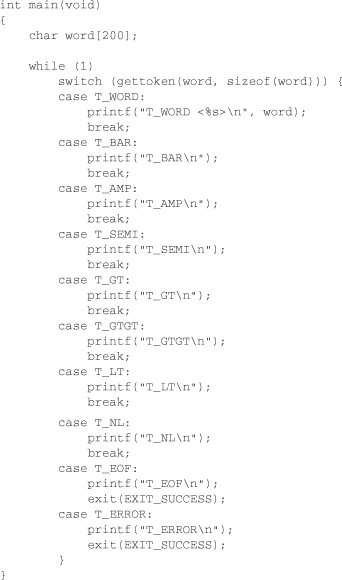 int main(void)
{
    char word[200];

    while (1)
        switch (gettoken(word, sizeof(word))) {
        case T_WORD:
            printf("T_WORD <%s>\n", word);
            break;
        case T_BAR:
            printf("T_BAR\n");
            break;
        case T_AMP:
            printf("T_AMP\n");
            break;
        case T_SEMI:
            printf("T_SEMI\n");
            break;
        case T_GT:
            printf("T_GT\n");
            break;
        case T_GTGT:
            printf("T_GTGT\n");
            break;
        case T_LT:
            printf("T_LT\n");
            break;
        case T_NL:
            printf("T_NL\n");
            break;
        case T_EOF:
            printf("T_EOF\n");
            exit(EXIT_SUCCESS);
        case T_ERROR:
            printf("T_ERROR\n");
            exit(EXIT_SUCCESS);
        }
}